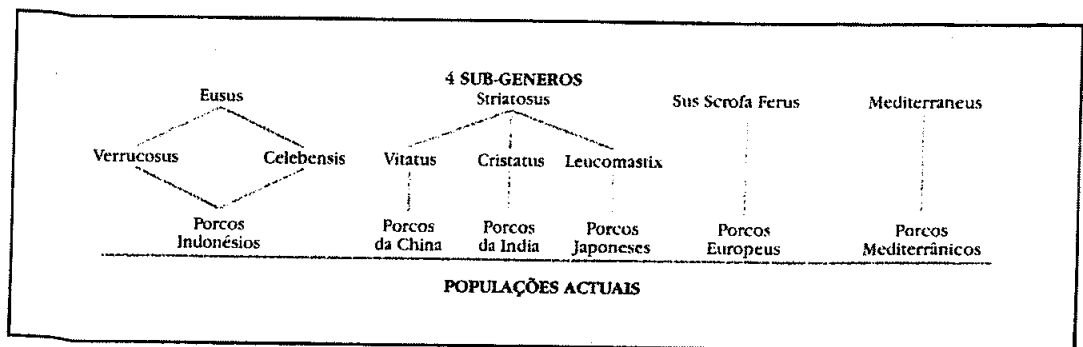 4 SUB-GENEROS
Eusus
Striatosus
Sus Scrofa Ferus
Mediterraneus
Verrucosus
Celebensis
Vitatus
Cristatus
Leucomastix
Porcos
Indonésios
Porcos
da China
Porcos
da India
Porcos
Japoneses
Porcos
Europeus
Porcos
Mediterrânicos
POPULAÇÕES ACTUAIS